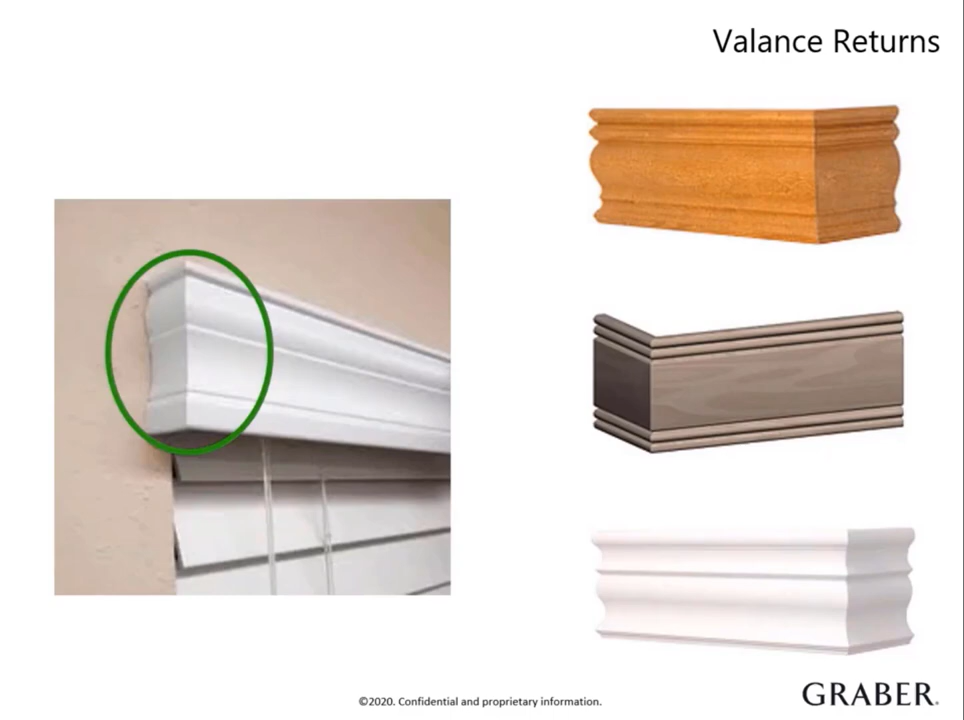 Valance Returns
©2020. Confidential and proprietary information.
GRABER.